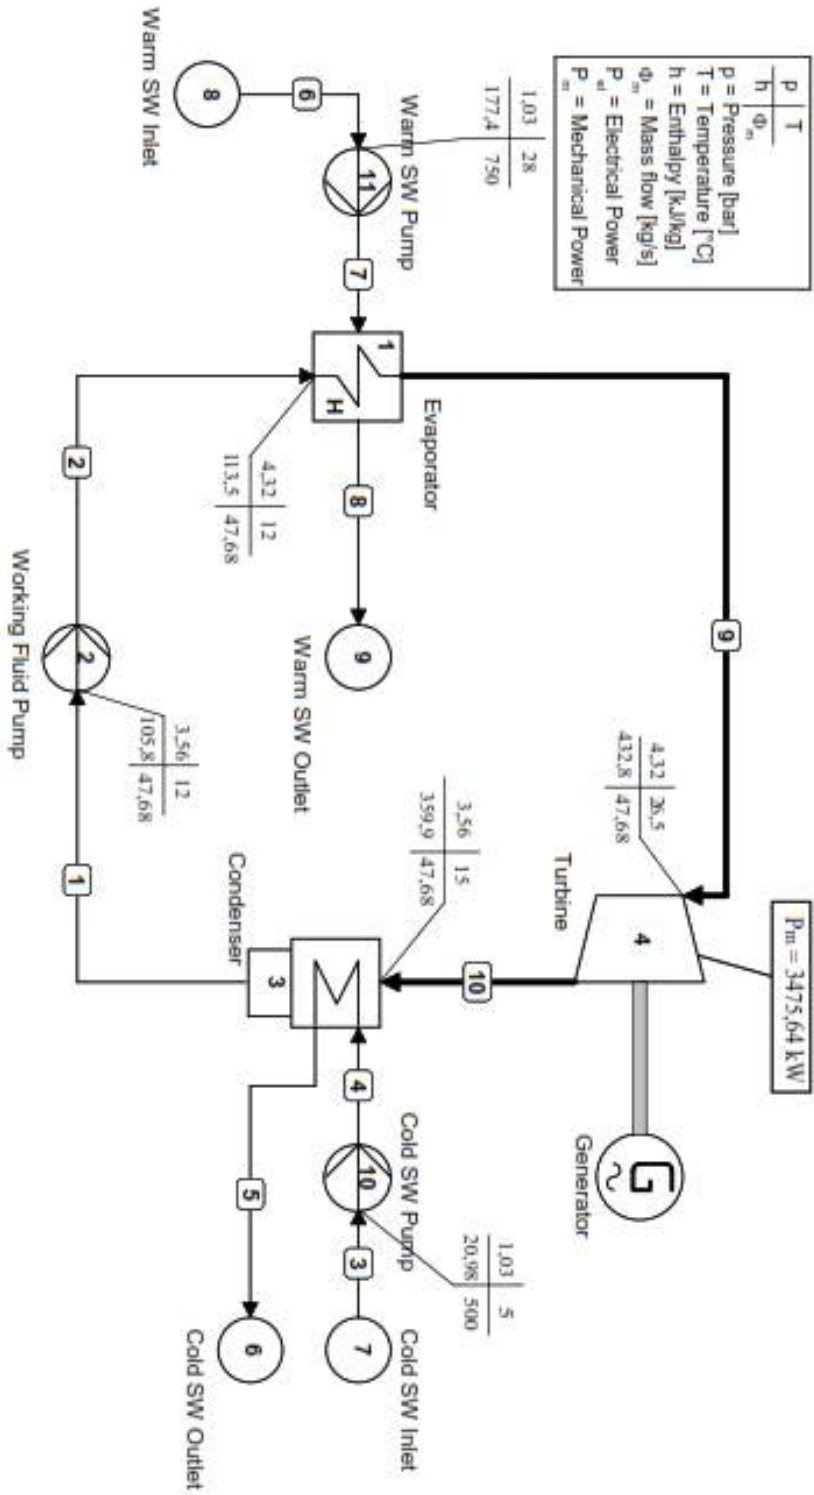 p T
h Φm
p = Pressure [bar]
T = Temperature [°C]
h = Enthalpy [kJ/kg]
Φm = Mass flow [kg/s]
Pel = Electrical Power
Pm = Mechanical Power
Pm = 3475,64 kW
9
4,32 26,5
432,8 47,68
4
Turbine
G
Generator
10
1,03 28
177,4 750
Warm SW Pump
8
Warm SW Inlet
6
11
7
Evaporator
1
H
8
9
Warm SW Outlet
4,32 12
113,5 47,68
3,56 15
359,9 47,68
Condenser
3
4
Cold SW Pump
10
1,03 5
20,98 500
3
7
Cold SW Inlet
5
6
Cold SW Outlet
2
2
Working Fluid Pump
3,56 12
105,8 47,68
1